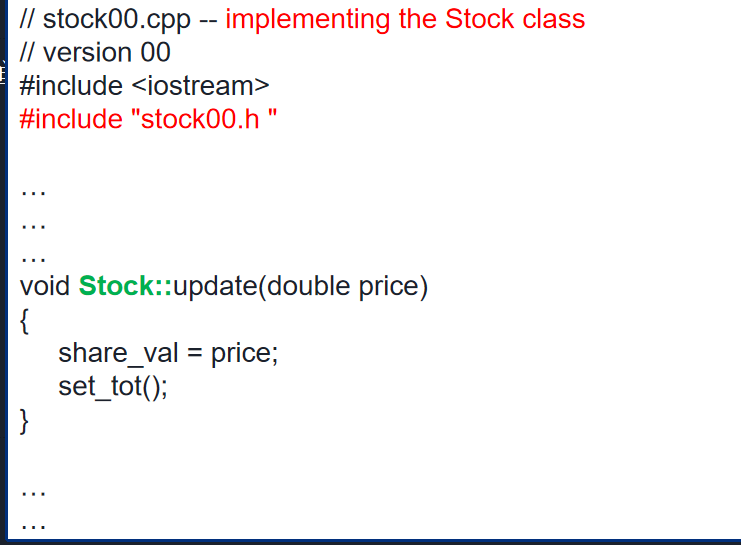 // stock00.cpp -- implementing the Stock class
// version 00
#include <iostream>
#include "stock00.h "
…
…
…
void Stock::update(double price)
{
share_val = price;
set_tot();
}
…
…